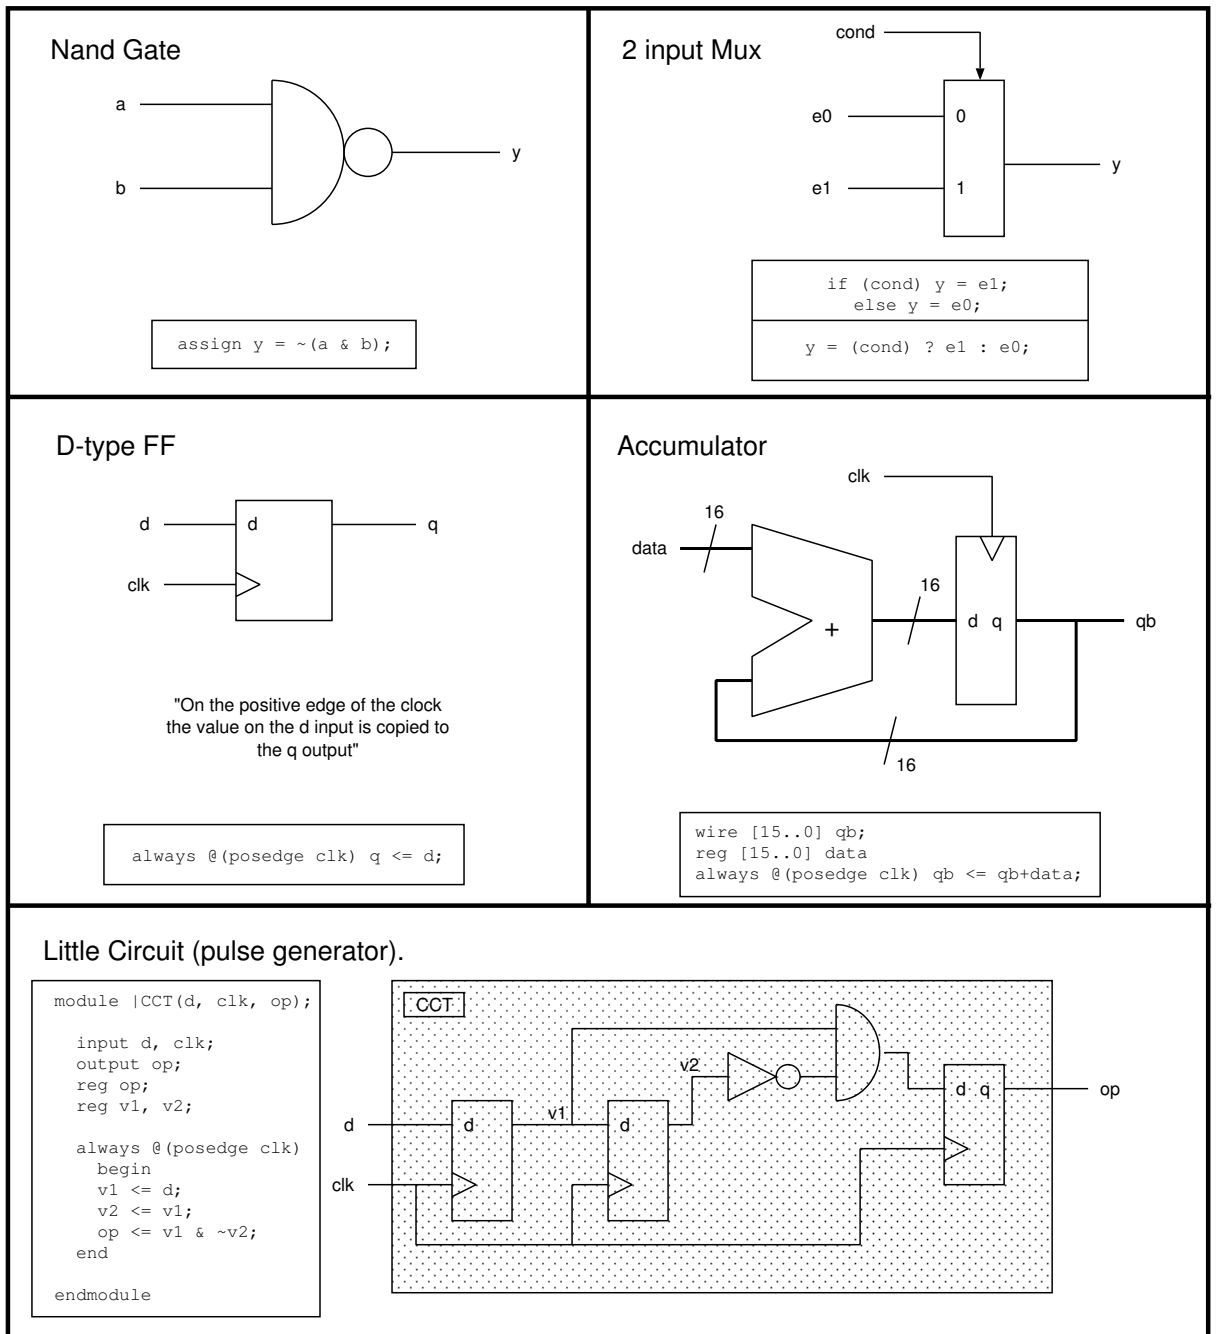 Nand Gate
a
b
y
assign y = ~(a & b);
2 input Mux
cond
e0
0
e1
1
y
if (cond) y = e1;
else y = e0;
y = (cond) ? e1 : e0;
D-type FF
d
d
q
clk
"On the positive edge of the clock
the value on the d input is copied to
the q output"
always @(posedge clk) q <= d;
Accumulator
clk
16
data
+
16
d q
qb
16
wire [15..0] qb;
reg [15..0] data
always @(posedge clk) qb <= qb+data;
Little Circuit (pulse generator).
module |CCT(d, clk, op);
input d, clk;
output op;
reg op;
reg v1, v2;
always @(posedge clk)
begin
v1 <= d;
v2 <= v1;
op <= v1 & ~v2;
end
endmodule
CCT
d
d
v1
d
v2
d q
op
clk